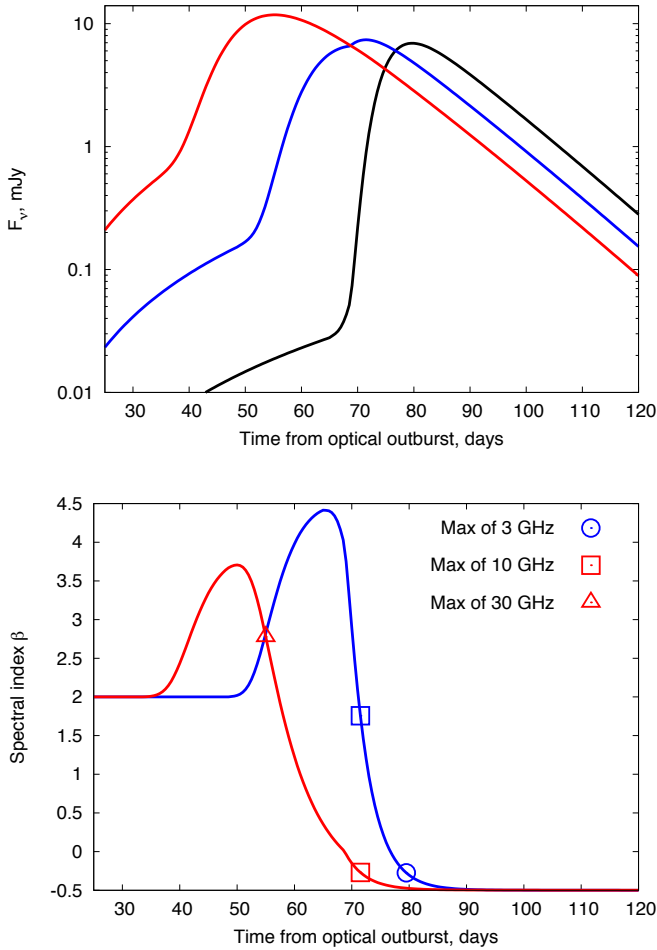 10
1
0.1
0.01
F_ν, mJy
30 40 50 60 70 80 90 100 110 120
Time from optical outburst, days
4.5
4
3.5
3
2.5
2
1.5
1
0.5
0
-0.5
Spectral index β
Max of 3 GHz
Max of 10 GHz
Max of 30 GHz
30 40 50 60 70 80 90 100 110 120
Time from optical outburst, days